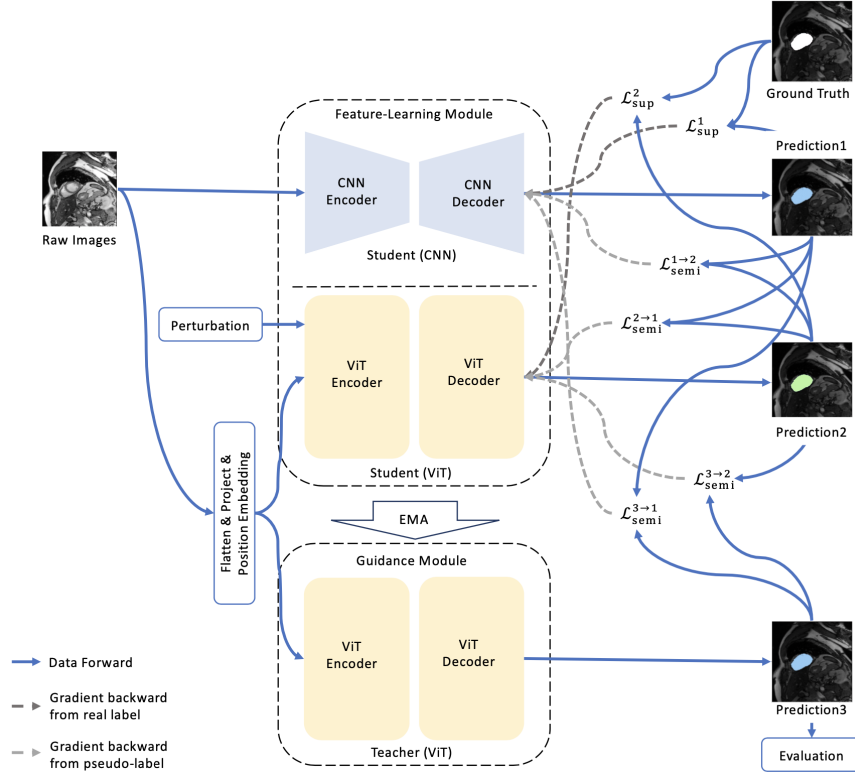 Ground Truth
ℒ²sup
ℒ¹sup
Feature-Learning Module
Prediction1
CNN
Encoder
CNN
Decoder
Raw Images
Student (CNN)
ℒ¹→²semi
Perturbation
ℒ²→¹semi
ViT
Encoder
ViT
Decoder
Prediction2
Student (ViT)
ℒ³→²semi
Flatten & Project &
Position Embedding
EMA
ℒ³→¹semi
Guidance Module
ViT
Encoder
ViT
Decoder
Data Forward
Gradient backward
from real label
Prediction3
Teacher (ViT)
Gradient backward
from pseudo-label
Evaluation